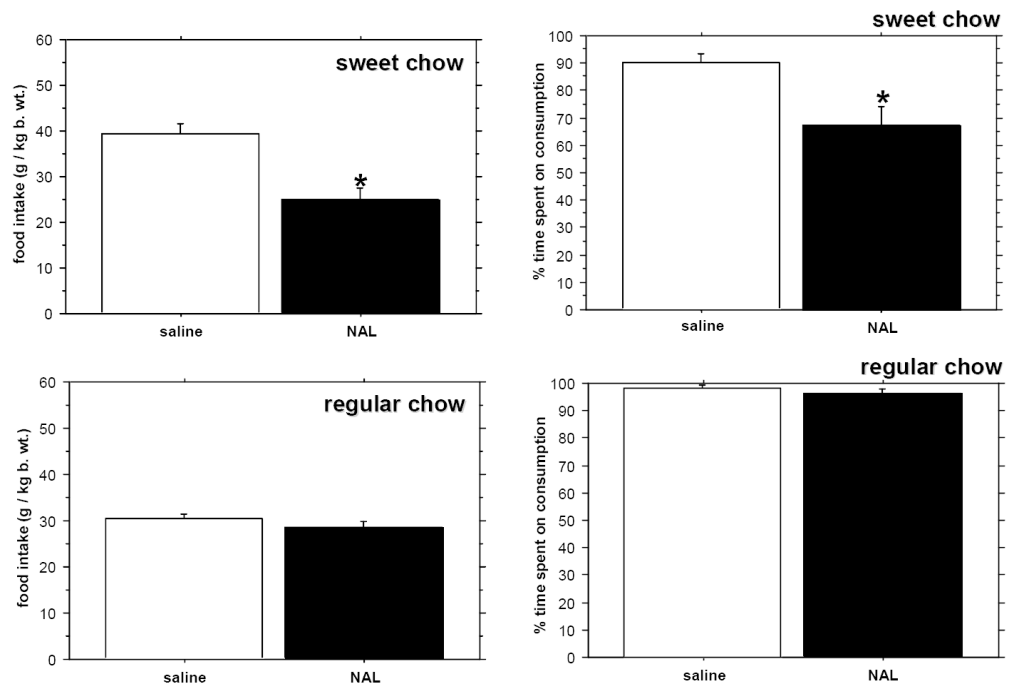 sweet chow
food intake (g / kg b. wt.)
60
50
40
30
20
10
0
*
saline
NAL
sweet chow
% time spent on consumption
100
90
80
70
60
50
40
30
20
10
0
*
saline
NAL
regular chow
food intake (g / kg b. wt.)
60
50
40
30
20
10
0
saline
NAL
regular chow
% time spent on consumption
100
90
80
70
60
50
40
30
20
10
0
saline
NAL